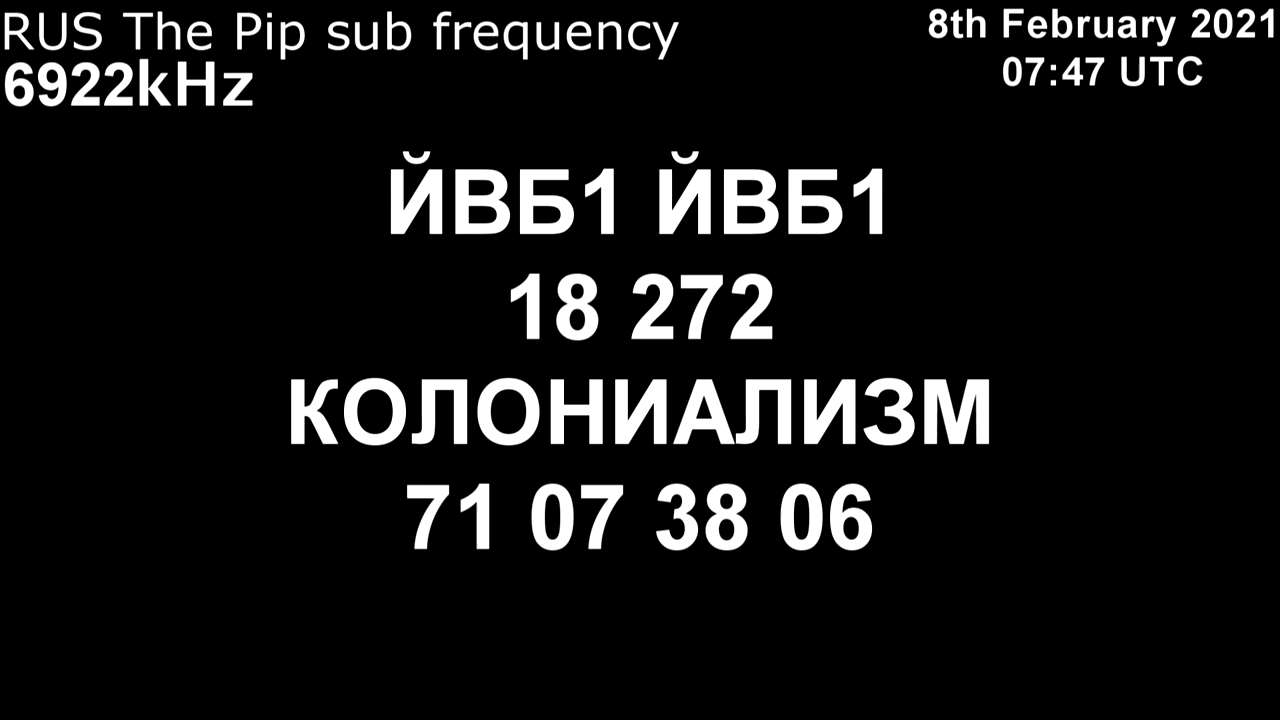 RUS The Pip sub frequency
6922kHz
8th February 2021
07:47 UTC
ЙВБ1 ЙВБ1
18 272
КОЛОНИАЛИЗМ
71 07 38 06